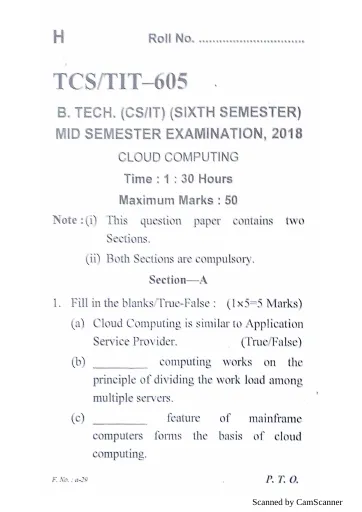 H Roll No. ..............................
TCS/TIT–605
B. TECH. (CS/IT) (SIXTH SEMESTER)
MID SEMESTER EXAMINATION, 2018
CLOUD COMPUTING
Time : 1 : 30 Hours
Maximum Marks : 50
Note : (i) This question paper contains two
Sections.
(ii) Both Sections are compulsory.
Section—A
1. Fill in the blanks/True-False : (1×5=5 Marks)
(a) Cloud Computing is similar to Application
Service Provider. (True/False)
(b) ________ computing works on the
principle of dividing the work load among
multiple servers.
(c) ________ feature of mainframe
computers forms the basis of cloud
computing.
F. No. : a-29 P. T. O.
Scanned by CamScanner